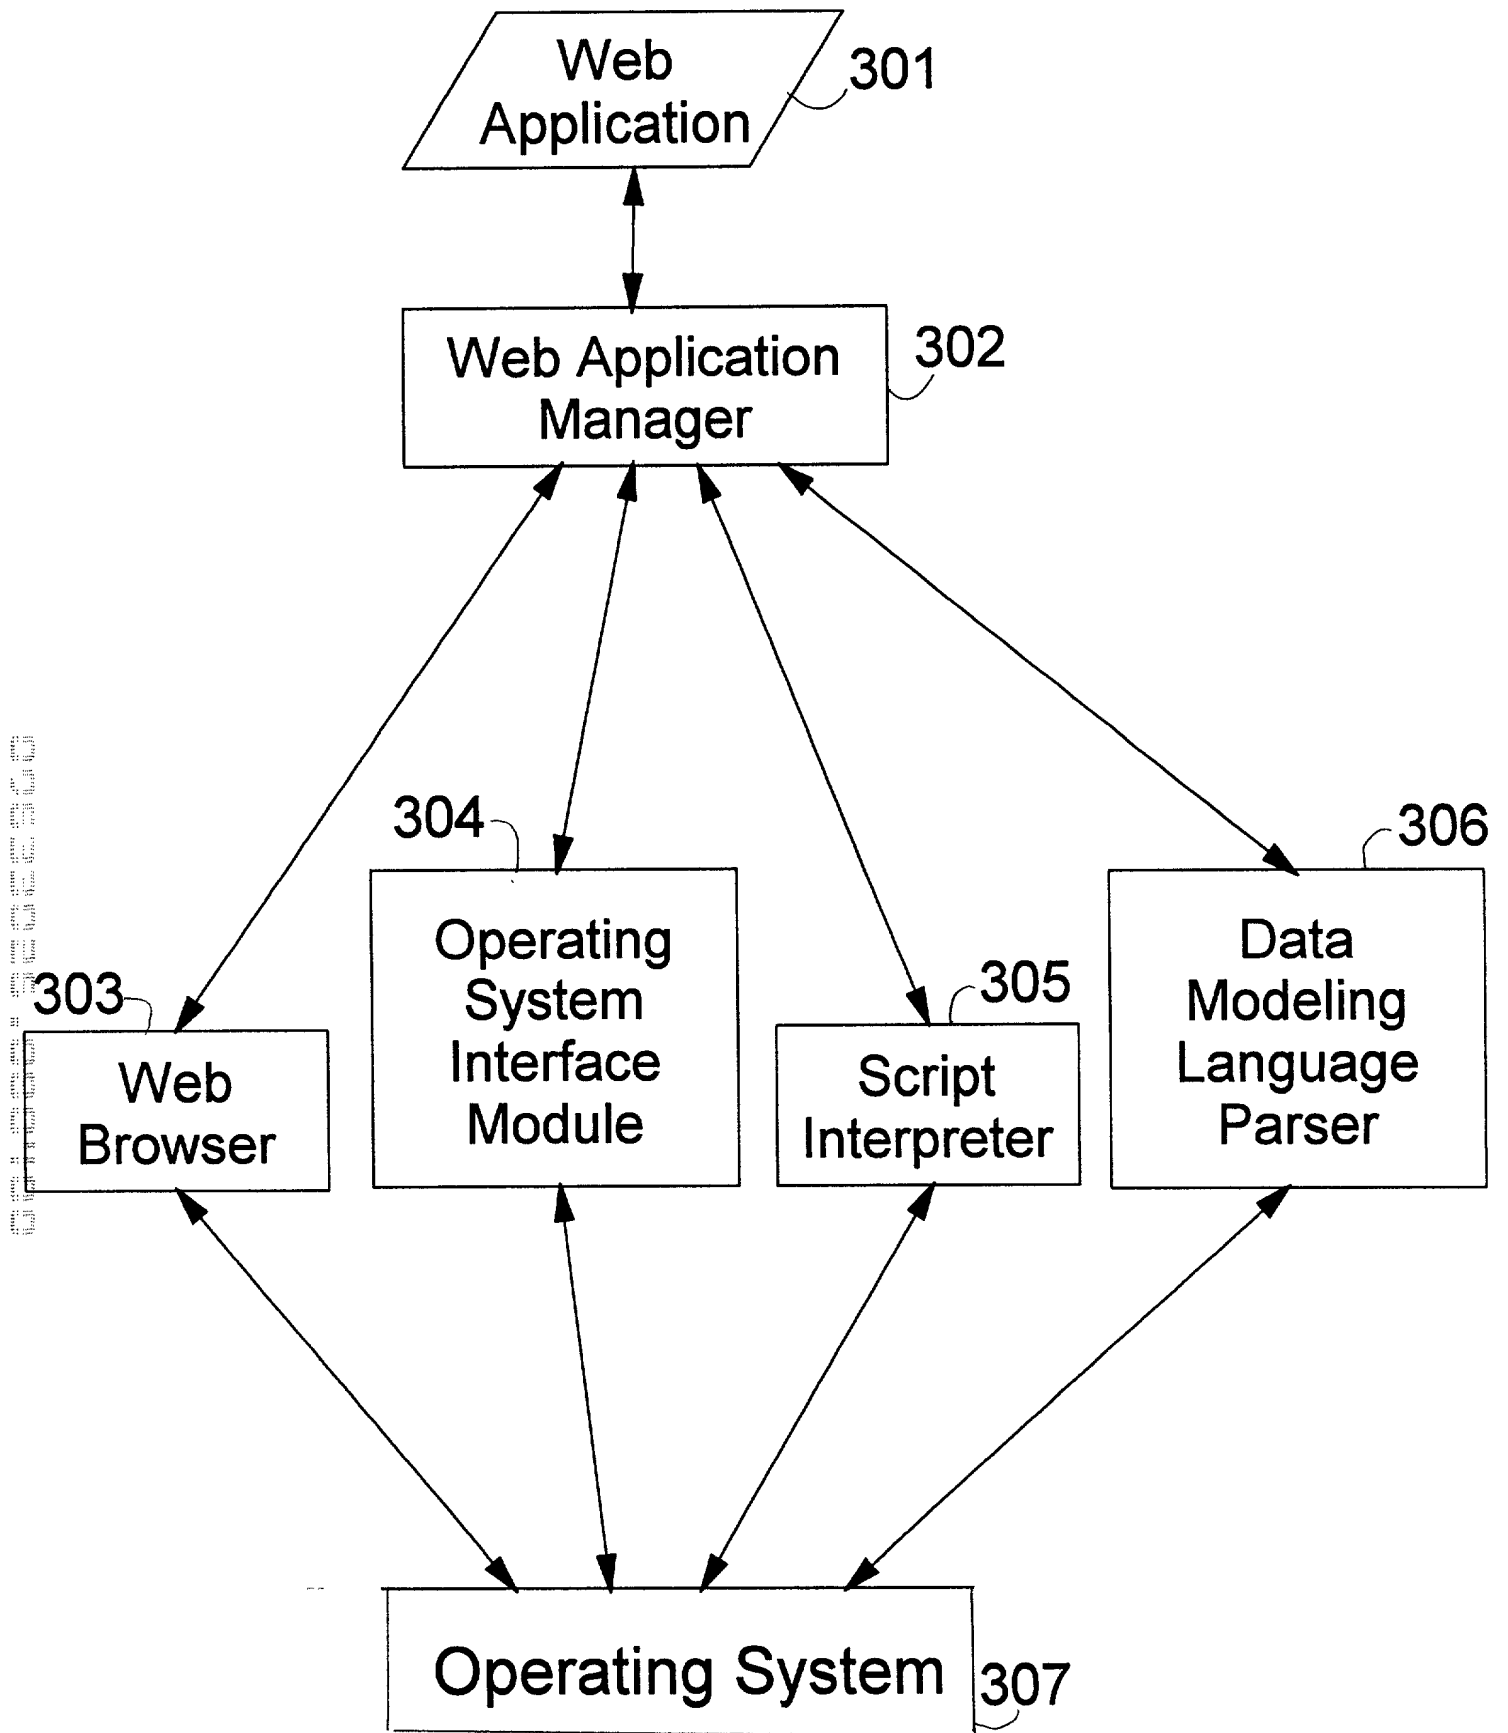 Web
Application
301
Web Application
Manager
302
304
Operating
System
Interface
Module
306
Data
Modeling
Language
Parser
303
Web
Browser
305
Script
Interpreter
Operating System
307